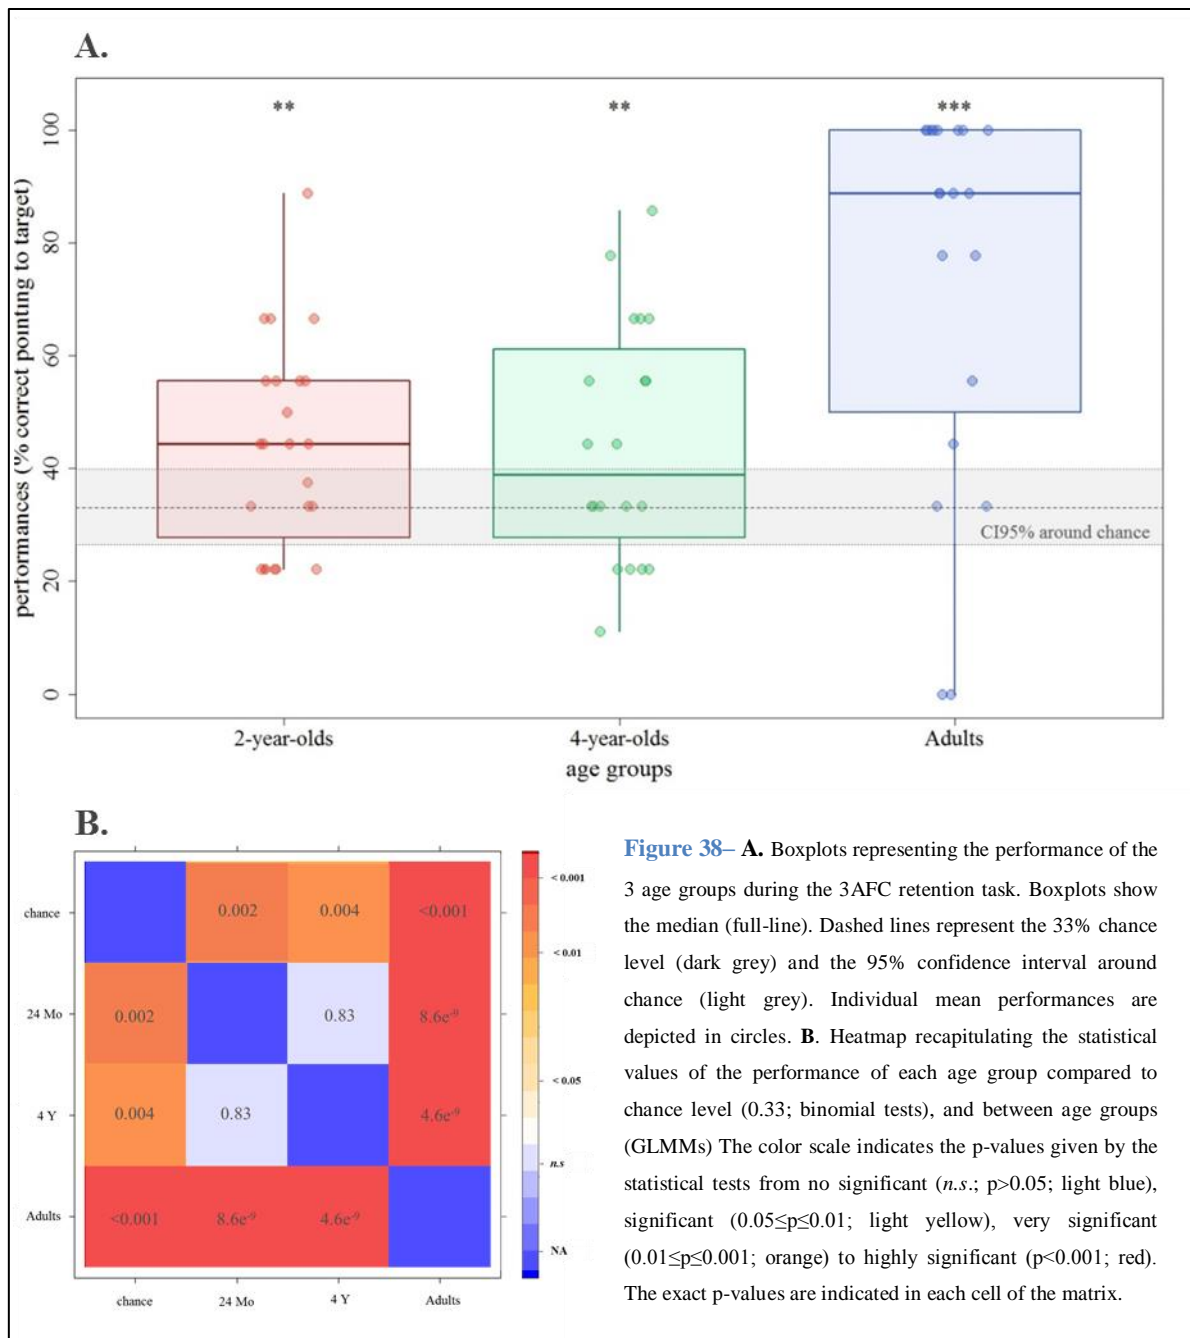 A.
** ** ***
100
80
60
40
20
0
performances (% correct pointing to target)
CI95% around chance
2-year-olds 4-year-olds Adults
age groups
B.
chance 0.002 0.004 <0.001
24 Mo 0.002 0.83 8.6e⁻⁹
4 Y 0.004 0.83 4.6e⁻⁹
Adults <0.001 8.6e⁻⁹ 4.6e⁻⁹
chance 24 Mo 4 Y Adults
< 0.001
< 0.01
< 0.05
n.s
NA
Figure 38– A. Boxplots representing the performance of the
3 age groups during the 3AFC retention task. Boxplots show
the median (full-line). Dashed lines represent the 33% chance
level (dark grey) and the 95% confidence interval around
chance (light grey). Individual mean performances are
depicted in circles. B. Heatmap recapitulating the statistical
values of the performance of each age group compared to
chance level (0.33; binomial tests), and between age groups
(GLMMs) The color scale indicates the p-values given by the
statistical tests from no significant (n.s.; p>0.05; light blue),
significant (0.05≤p≤0.01; light yellow), very significant
(0.01≤p≤0.001; orange) to highly significant (p<0.001; red).
The exact p-values are indicated in each cell of the matrix.